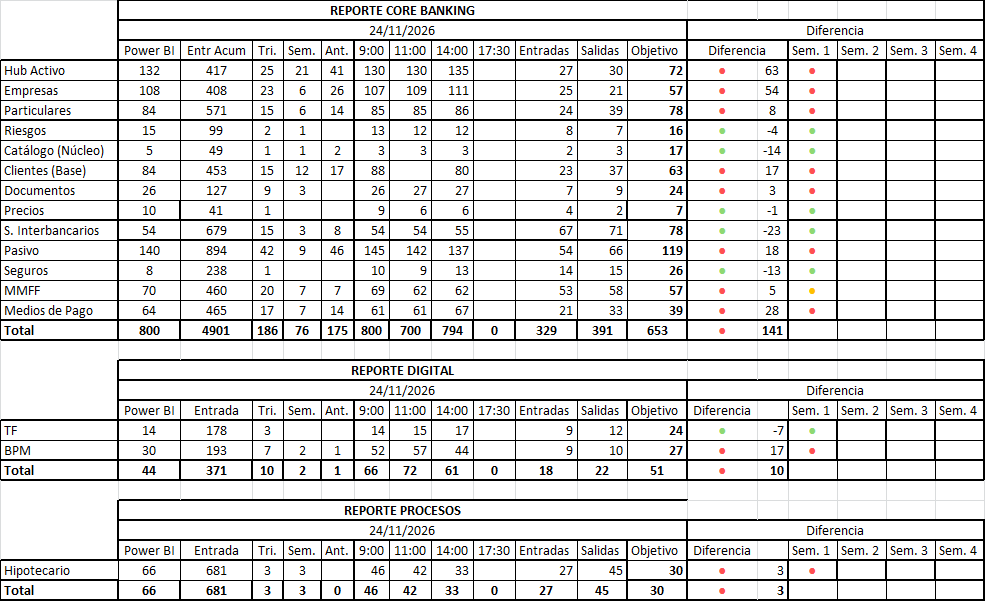 REPORTE CORE BANKING
24/11/2026 Diferencia
Power BI Entr Acum Tri. Sem. Ant. 9:00 11:00 14:00 17:30 Entradas Salidas Objetivo Diferencia Sem. 1 Sem. 2 Sem. 3 Sem. 4
Hub Activo 132 417 25 21 41 130 130 135 27 30 72 63
Empresas 108 408 23 6 26 107 109 111 25 21 57 54
Particulares 84 571 15 6 14 85 85 86 24 39 78 8
Riesgos 15 99 2 1 13 12 12 8 7 16 -4
Catálogo (Núcleo) 5 49 1 1 2 3 3 3 2 3 17 -14
Clientes (Base) 84 453 15 12 17 88 80 23 37 63 17
Documentos 26 127 9 3 26 27 27 7 9 24 3
Precios 10 41 1 9 6 6 4 2 7 -1
S. Interbancarios 54 679 15 3 8 54 54 55 67 71 78 -23
Pasivo 140 894 42 9 46 145 142 137 54 66 119 18
Seguros 8 238 1 10 9 13 14 15 26 -13
MMFF 70 460 20 7 7 69 62 62 53 58 57 5
Medios de Pago 64 465 17 7 14 61 61 67 21 33 39 28
Total 800 4901 186 76 175 800 700 794 0 329 391 653 141
REPORTE DIGITAL
24/11/2026 Diferencia
Power BI Entrada Tri. Sem. Ant. 9:00 11:00 14:00 17:30 Entradas Salidas Objetivo Diferencia Sem. 1 Sem. 2 Sem. 3 Sem. 4
TF 14 178 3 14 15 17 9 12 24 -7
BPM 30 193 7 2 1 52 57 44 9 10 27 17
Total 44 371 10 2 1 66 72 61 0 18 22 51 10
REPORTE PROCESOS
24/11/2026 Diferencia
Power BI Entrada Tri. Sem. Ant. 9:00 11:00 14:00 17:30 Entradas Salidas Objetivo Diferencia Sem. 1 Sem. 2 Sem. 3 Sem. 4
Hipotecario 66 681 3 3 46 42 33 27 45 30 3
Total 66 681 3 3 0 46 42 33 0 27 45 30 3